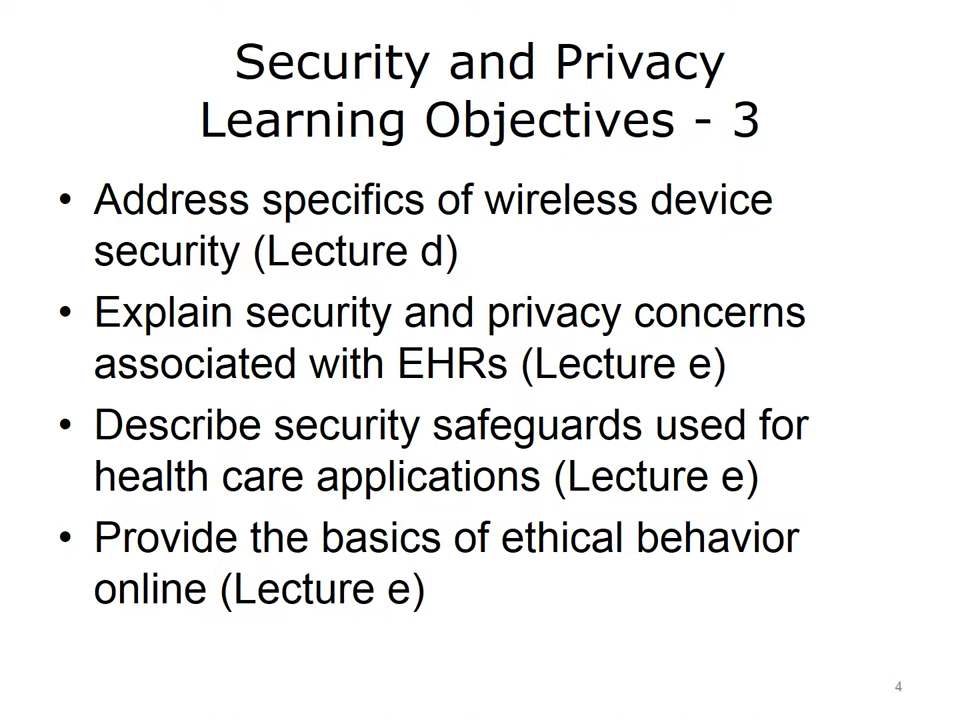 Security and Privacy
Learning Objectives - 3
• Address specifics of wireless device
security (Lecture d)
• Explain security and privacy concerns
associated with EHRs (Lecture e)
• Describe security safeguards used for
health care applications (Lecture e)
• Provide the basics of ethical behavior
online (Lecture e)
4